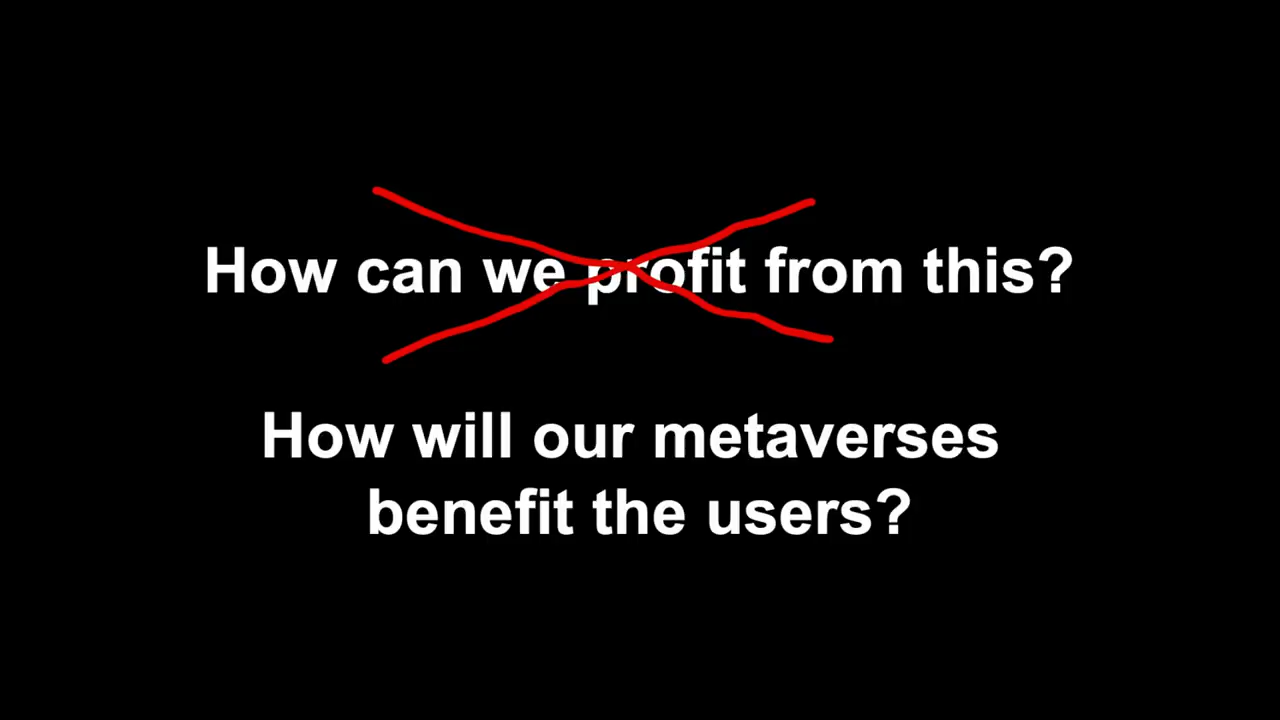 How can we profit from this?
How will our metaverses
benefit the users?